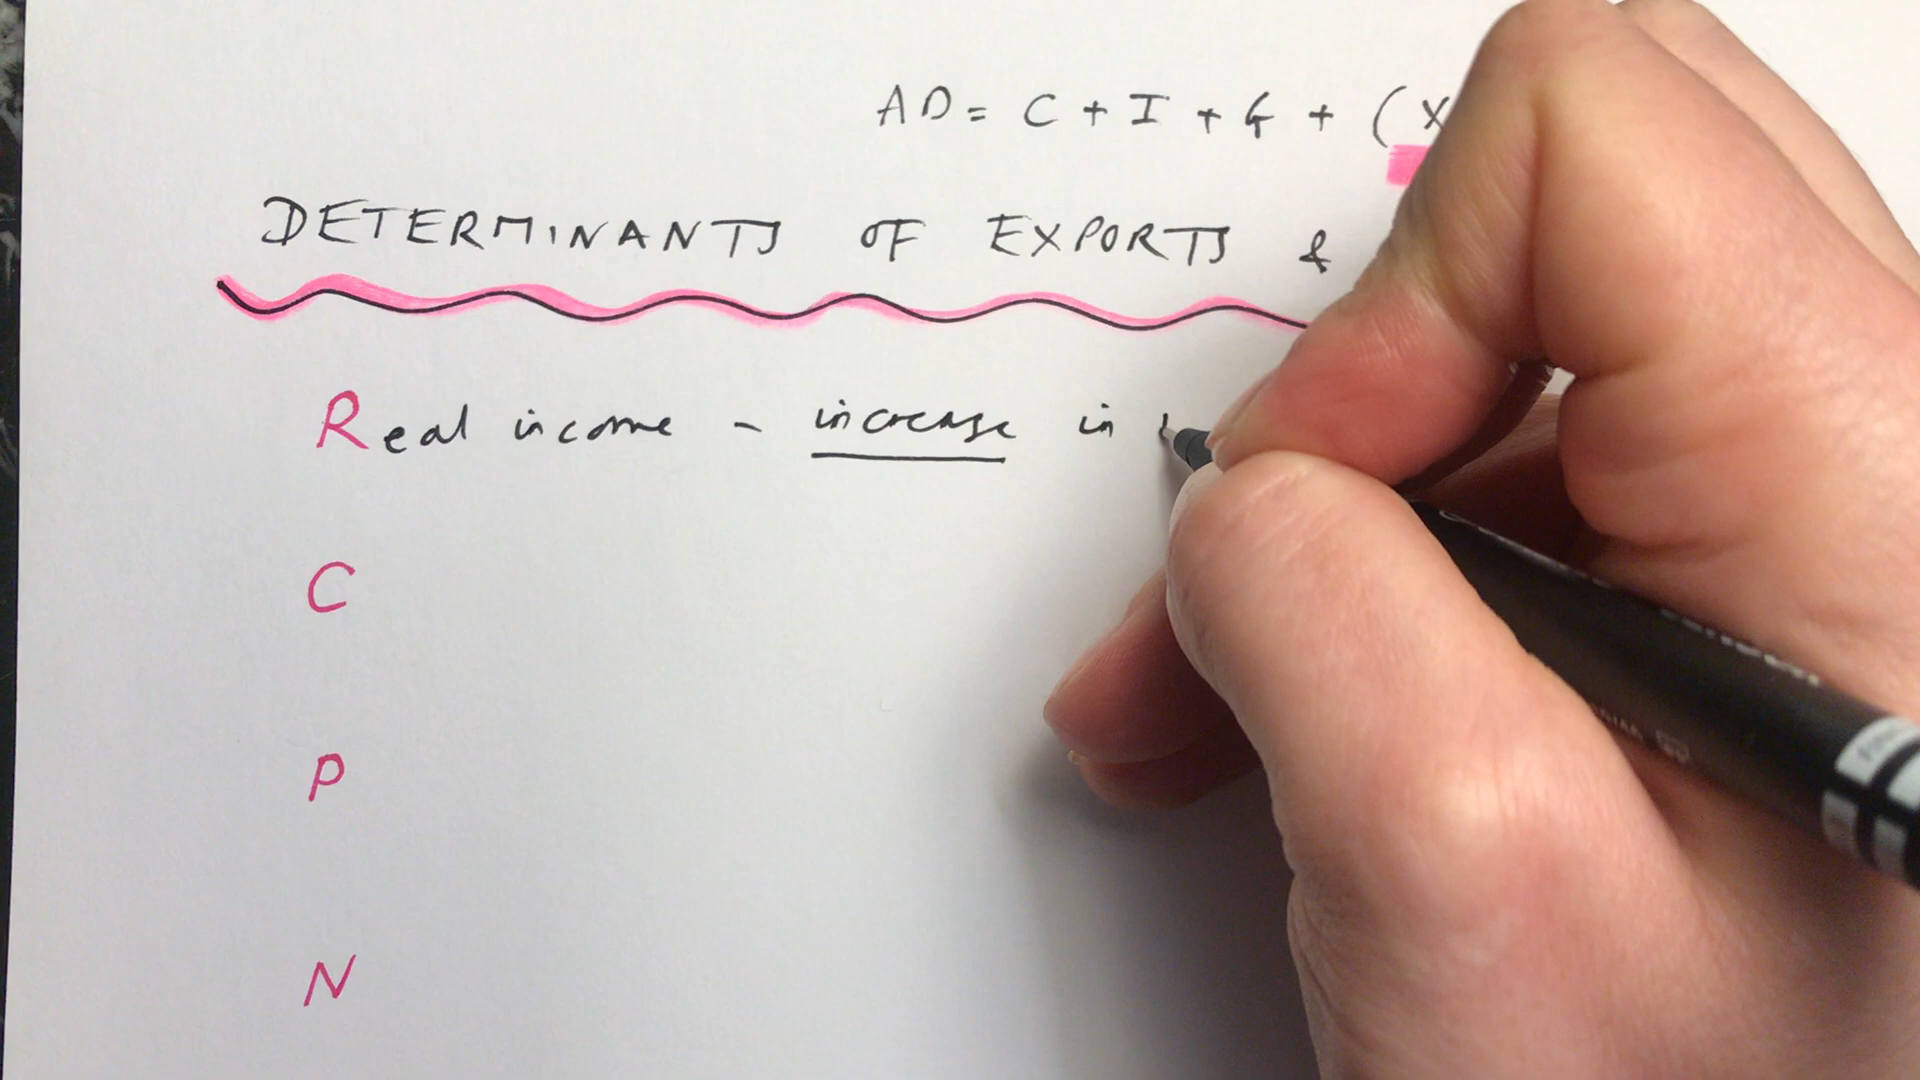 AD = C + I + G + (X
DETERMINANTS OF EXPORTS &
Real income - increase in
C
P
N